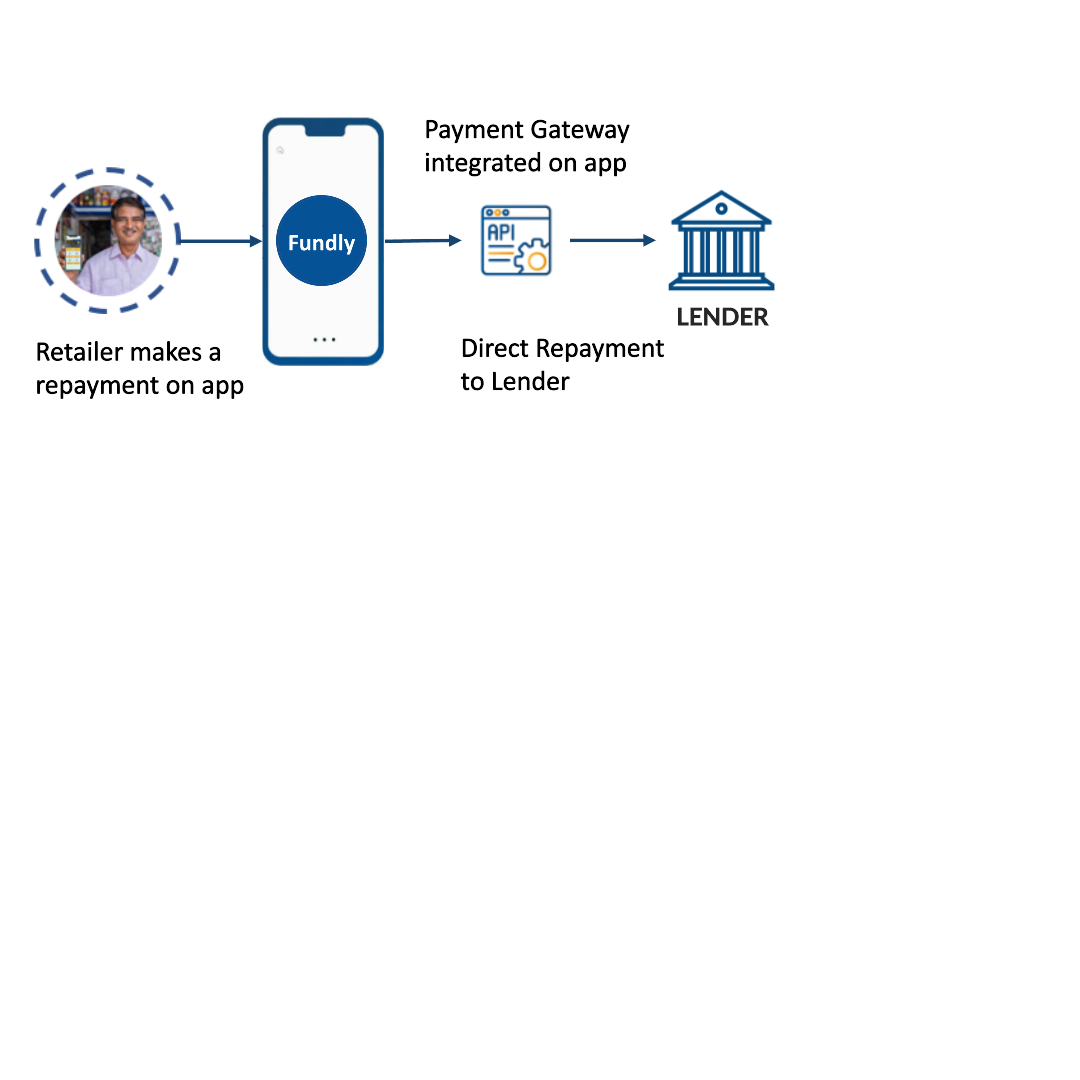 Payment Gateway
integrated on app
Fundly
API
LENDER
Retailer makes a
repayment on app
Direct Repayment
to Lender